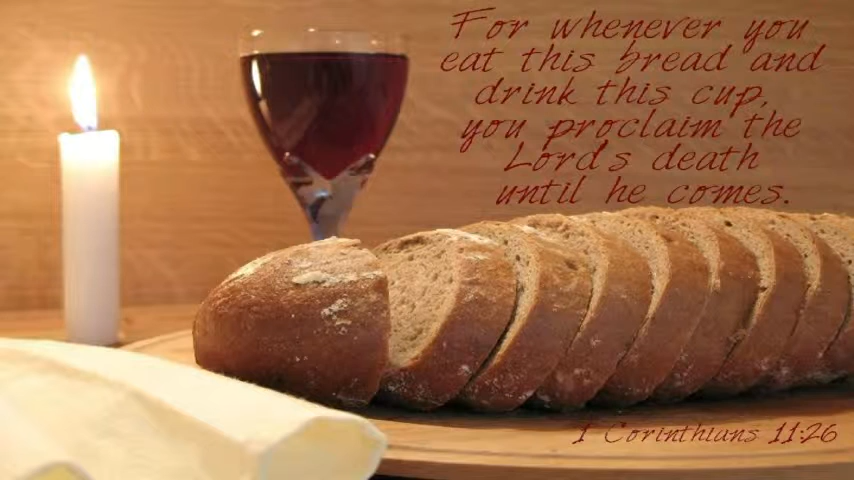 For whenever you
eat this bread and
drink this cup,
you proclaim the
Lord's death
until he comes.
1 Corinthians 11:26